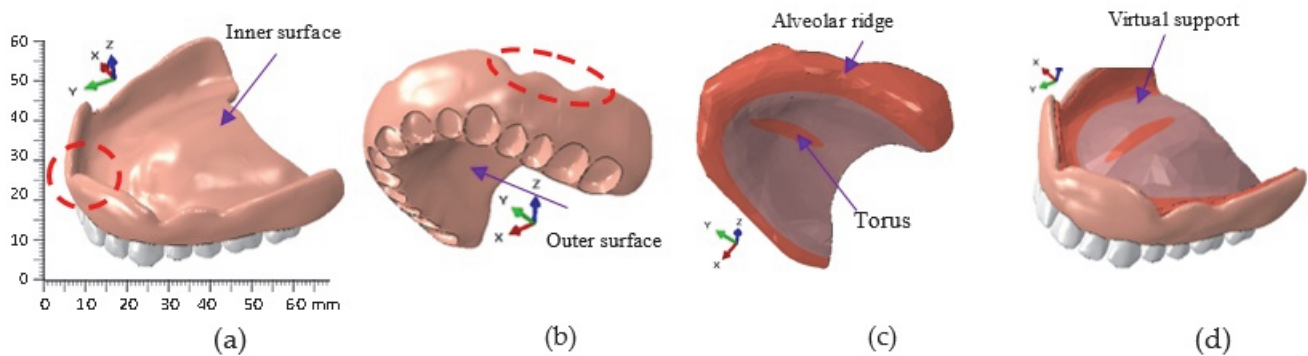 Inner surface
Alveolar ridge
Virtual support
60
50
40
30
20
10
0
0 10 20 30 40 50 60 mm
Z
X
Y
Z
Y
X
Outer surface
Torus
Y
Z
X
X
Z
Y
(a)
(b)
(c)
(d)